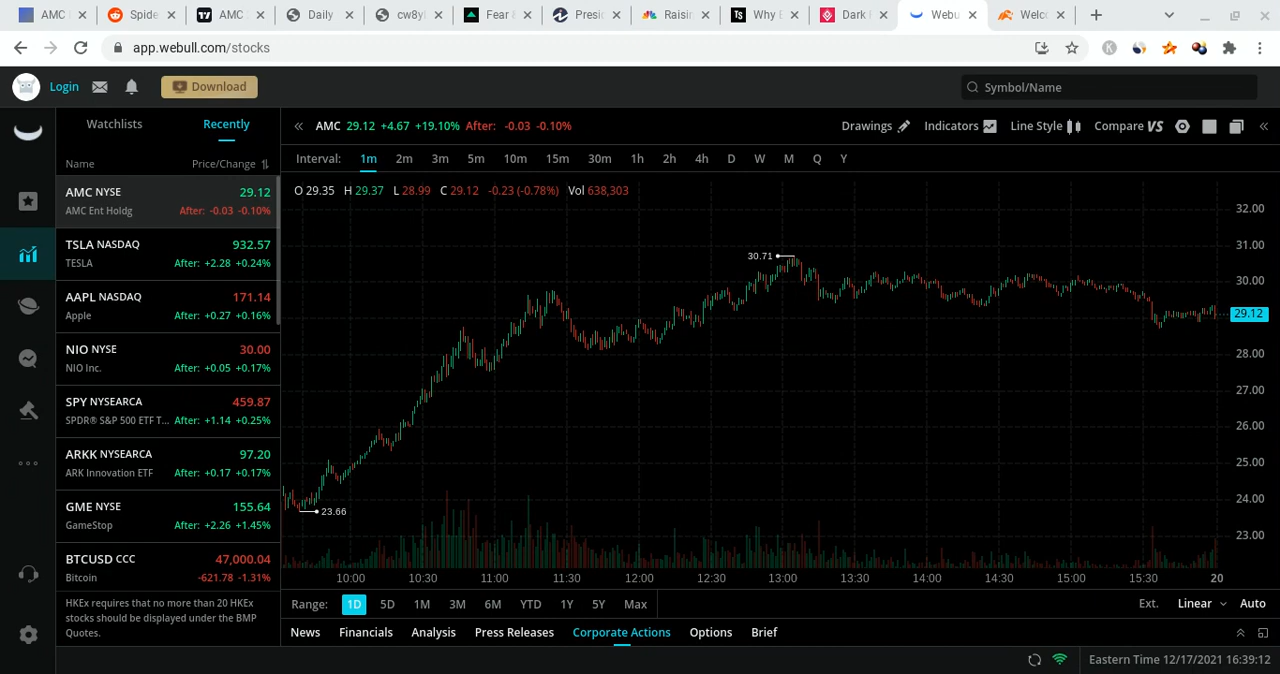 AMC
Spide
AMC
Daily
cw8y
Fear
Presi
Raisin
Why
Dark
Webu
Welc
app.webull.com/stocks
Login
Download
Symbol/Name
Watchlists Recently
Name Price/Change
AMC NYSE 29.12
AMC Ent Holdg After: -0.03 -0.10%
TSLA NASDAQ 932.57
TESLA After: +2.28 +0.24%
AAPL NASDAQ 171.14
Apple After: +0.27 +0.16%
NIO NYSE 30.00
NIO Inc. After: +0.05 +0.17%
SPY NYSEARCA 459.87
SPDR® S&P 500 ETF T... After: +1.14 +0.25%
ARKK NYSEARCA 97.20
ARK Innovation ETF After: +0.17 +0.17%
GME NYSE 155.64
GameStop After: +2.26 +1.45%
BTCUSD CCC 47,000.04
Bitcoin -621.78 -1.31%
HKEx requires that no more than 20 HKEx
stocks should be displayed under the BMP
Quotes.
AMC 29.12 +4.67 +19.10% After: -0.03 -0.10%
Drawings Indicators Line Style Compare VS
Interval: 1m 2m 3m 5m 10m 15m 30m 1h 2h 4h D W M Q Y
O 29.35 H 29.37 L 28.99 C 29.12 -0.23 (-0.78%) Vol 638,303
32.00
31.00
30.71
30.00
29.12
28.00
27.00
26.00
25.00
24.00
23.66
23.00
10:00 10:30 11:00 11:30 12:00 12:30 13:00 13:30 14:00 14:30 15:00 15:30 20
Range: 1D 5D 1M 3M 6M YTD 1Y 5Y Max Ext. Linear Auto
News Financials Analysis Press Releases Corporate Actions Options Brief
Eastern Time 12/17/2021 16:39:12